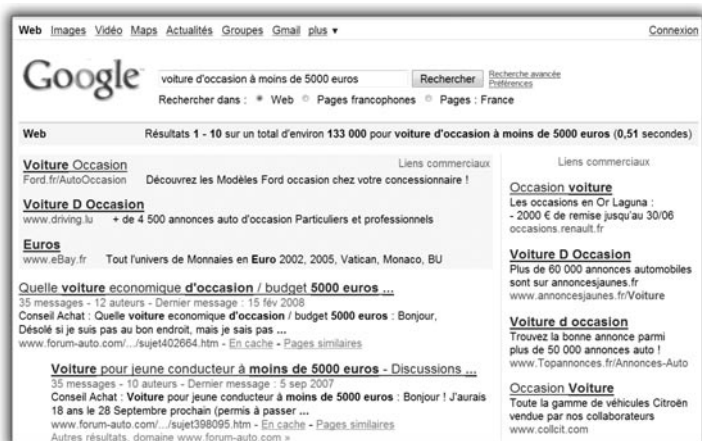 Web Images Vidéo Maps Actualités Groupes Gmail plus ▼ Connexion
Google voiture d'occasion à moins de 5000 euros Rechercher Recherche avancée
Préférences
Rechercher dans : Web Pages francophones Pages : France
Web Résultats 1 - 10 sur un total d'environ 133 000 pour voiture d'occasion à moins de 5000 euros (0,51 secondes)
Voiture Occasion Liens commerciaux
Ford.fr/AutoOccasion Découvrez les Modèles Ford occasion chez votre concessionnaire !
Voiture D Occasion
www.driving.lu + de 4 500 annonces auto d'occasion Particuliers et professionnels
Euros
www.eBay.fr Tout l'univers de Monnaies en Euro 2002, 2005, Vatican, Monaco, BU
Quelle voiture economique d'occasion / budget 5000 euros ...
35 messages - 12 auteurs - Dernier message : 15 fév 2008
Conseil Achat : Quelle voiture economique d'occasion / budget 5000 euros : Bonjour,
Désolé si je suis pas au bon endroit, mais je sais pas ...
www.forum-auto.com/.../sujet402664.htm - En cache - Pages similaires
Voiture pour jeune conducteur à moins de 5000 euros - Discussions ...
35 messages - 10 auteurs - Dernier message : 5 sep 2007
Conseil Achat : Voiture pour jeune conducteur à moins de 5000 euros : Bonjour ! J'aurais
18 ans le 28 Septembre prochain (permis à passer ...
www.forum-auto.com/.../sujet398095.htm - En cache - Pages similaires
Autres résultats, domaine www.forum-auto.com »
Liens commerciaux
Occasion voiture
Les occasions en Or Laguna :
- 2000 € de remise jusqu'au 30/06
occasions.renault.fr
Voiture D Occasion
Plus de 60 000 annonces automobiles
sont sur annoncesjaunes.fr
www.annoncesjaunes.fr/Voiture
Voiture d occasion
Trouvez la bonne annonce parmi
plus de 50 000 annonces auto !
www.Topannonces.fr/Annonces-Auto
Occasion Voiture
Toute la gamme de véhicules Citroën
vendue par nos collaborateurs
www.collcit.com